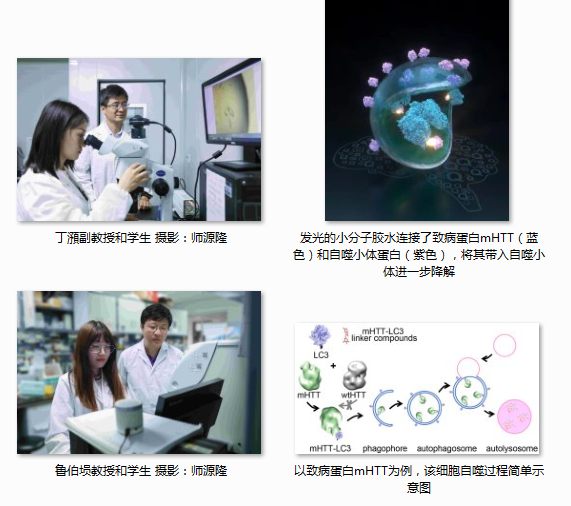 丁澦副教授和学生 摄影：师源隆
发光的小分子胶水连接了致病蛋白mHTT（蓝
色）和自噬小体蛋白（紫色），将其带入自噬小
体进一步降解
鲁伯埙教授和学生 摄影：师源隆
mHTT-LC3
linker compounds
LC3
+
mHTT
wtHTT
mHTT-LC3
phagophore
autophagosome
autolysosome
以致病蛋白mHTT为例，该细胞自噬过程简单示
意图